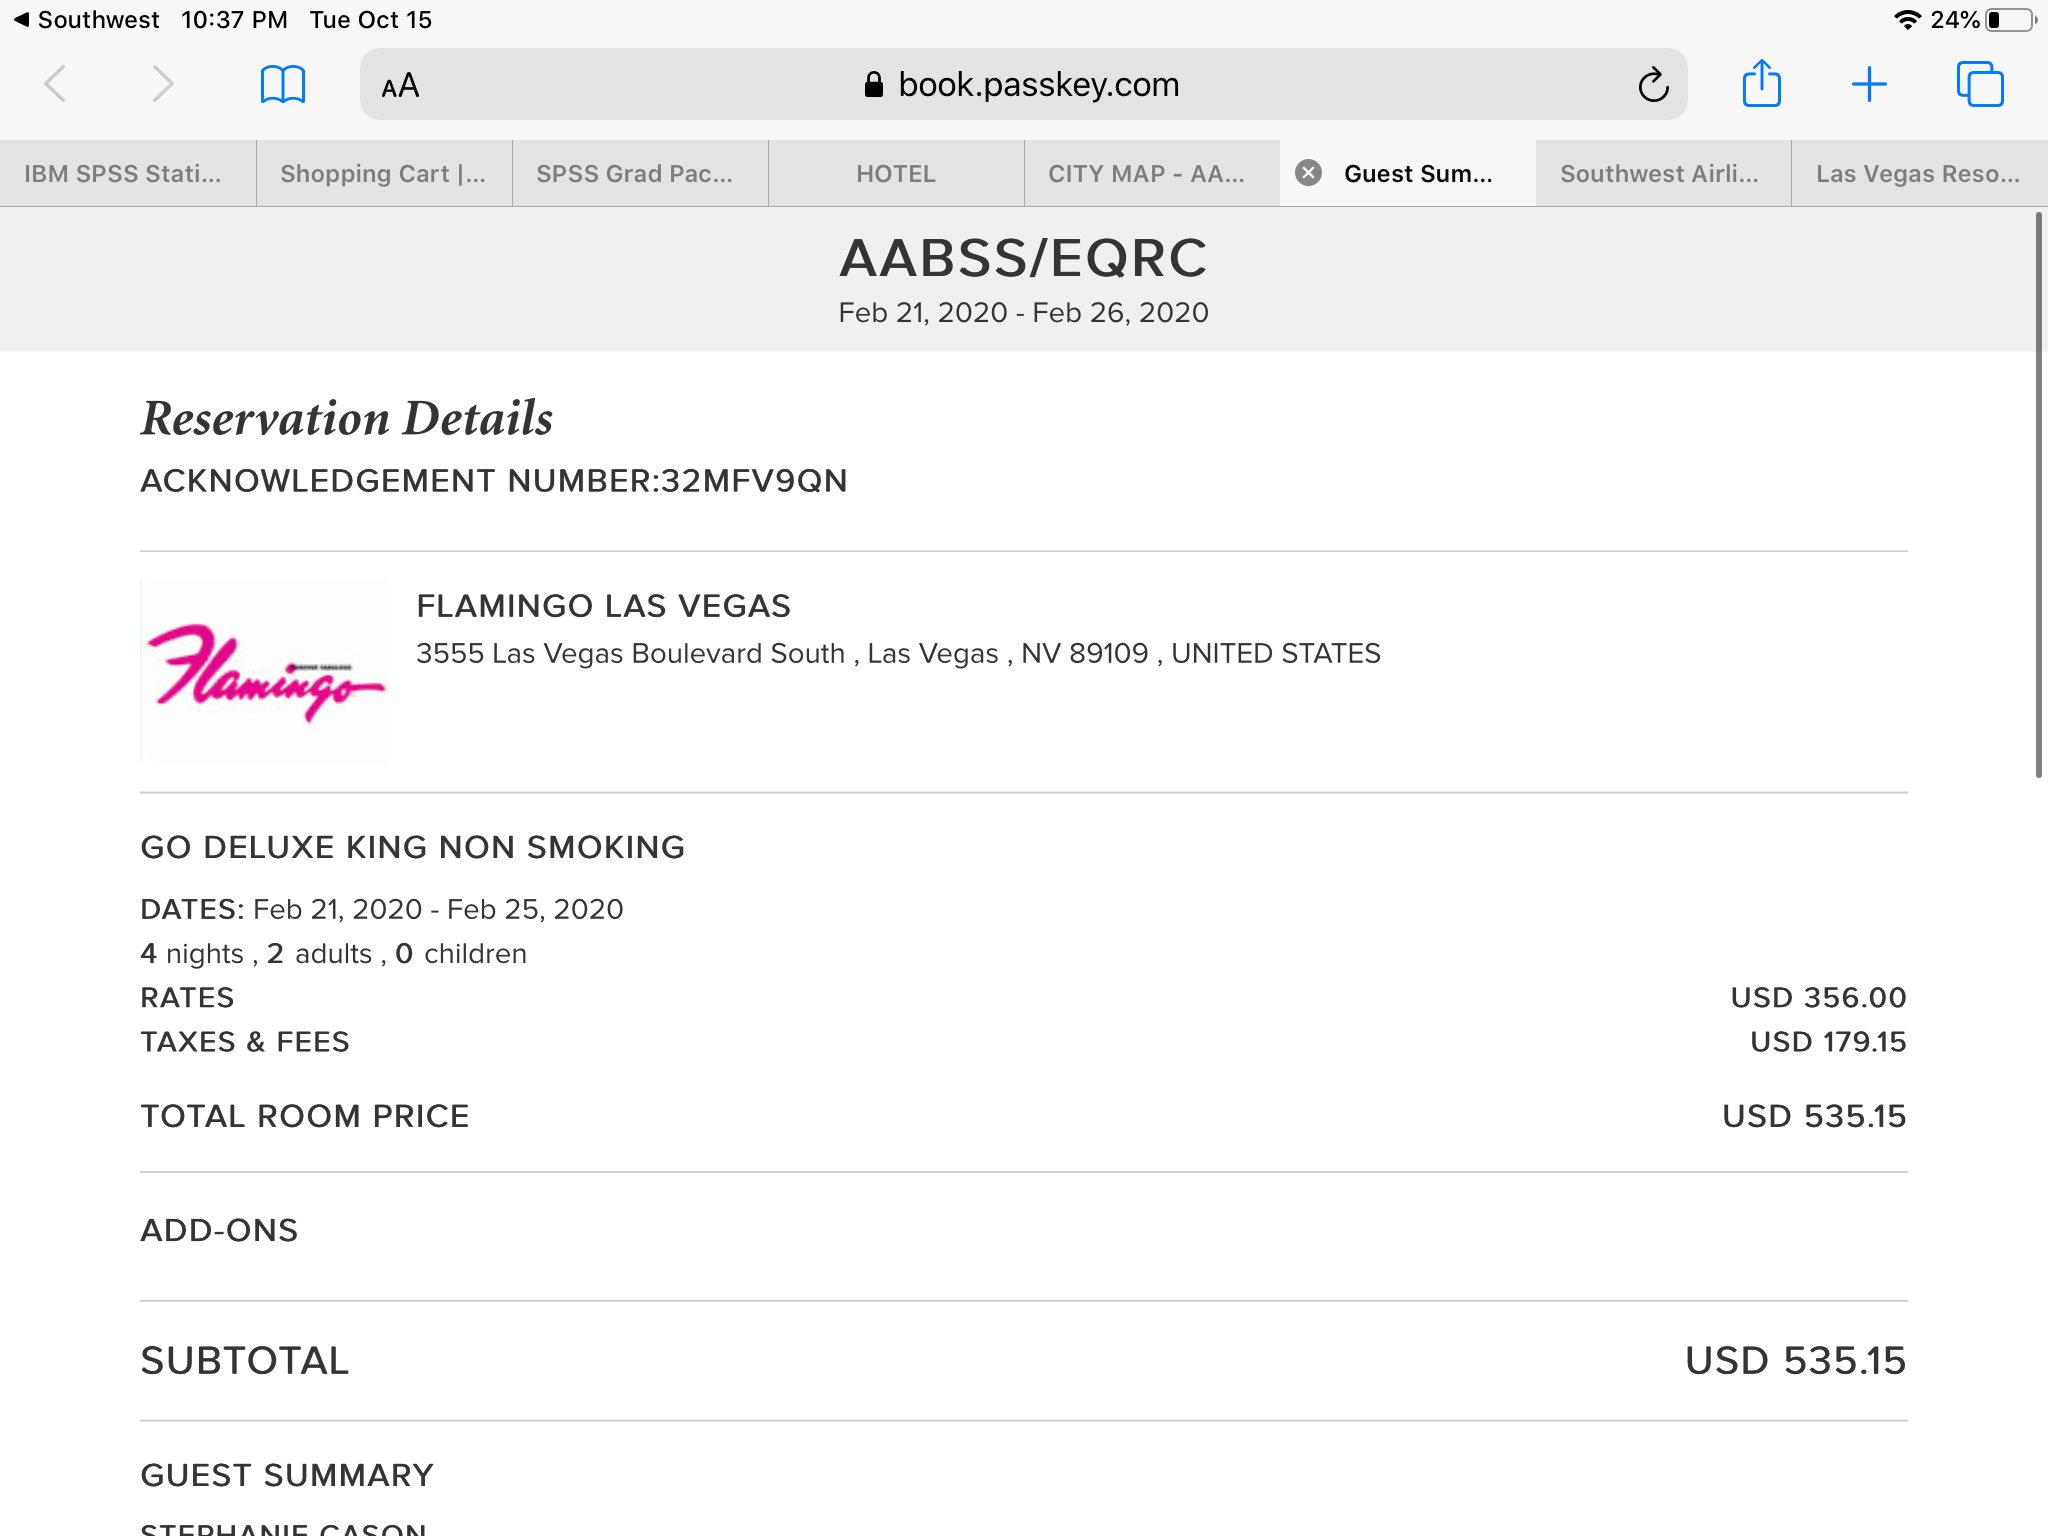 Southwest 10:37 PM Tue Oct 15 24%
AA book.passkey.com
IBM SPSS Stati... Shopping Cart |... SPSS Grad Pac... HOTEL CITY MAP - AA... Guest Sum... Southwest Airli... Las Vegas Reso...
AABSS/EQRC
Feb 21, 2020 - Feb 26, 2020
Reservation Details
ACKNOWLEDGEMENT NUMBER:32MFV9QN
Flamingo
FLAMINGO LAS VEGAS
3555 Las Vegas Boulevard South , Las Vegas , NV 89109 , UNITED STATES
GO DELUXE KING NON SMOKING
DATES: Feb 21, 2020 - Feb 25, 2020
4 nights , 2 adults , 0 children
RATES USD 356.00
TAXES & FEES USD 179.15
TOTAL ROOM PRICE USD 535.15
ADD-ONS
SUBTOTAL USD 535.15
GUEST SUMMARY
STEPHANIE CASON